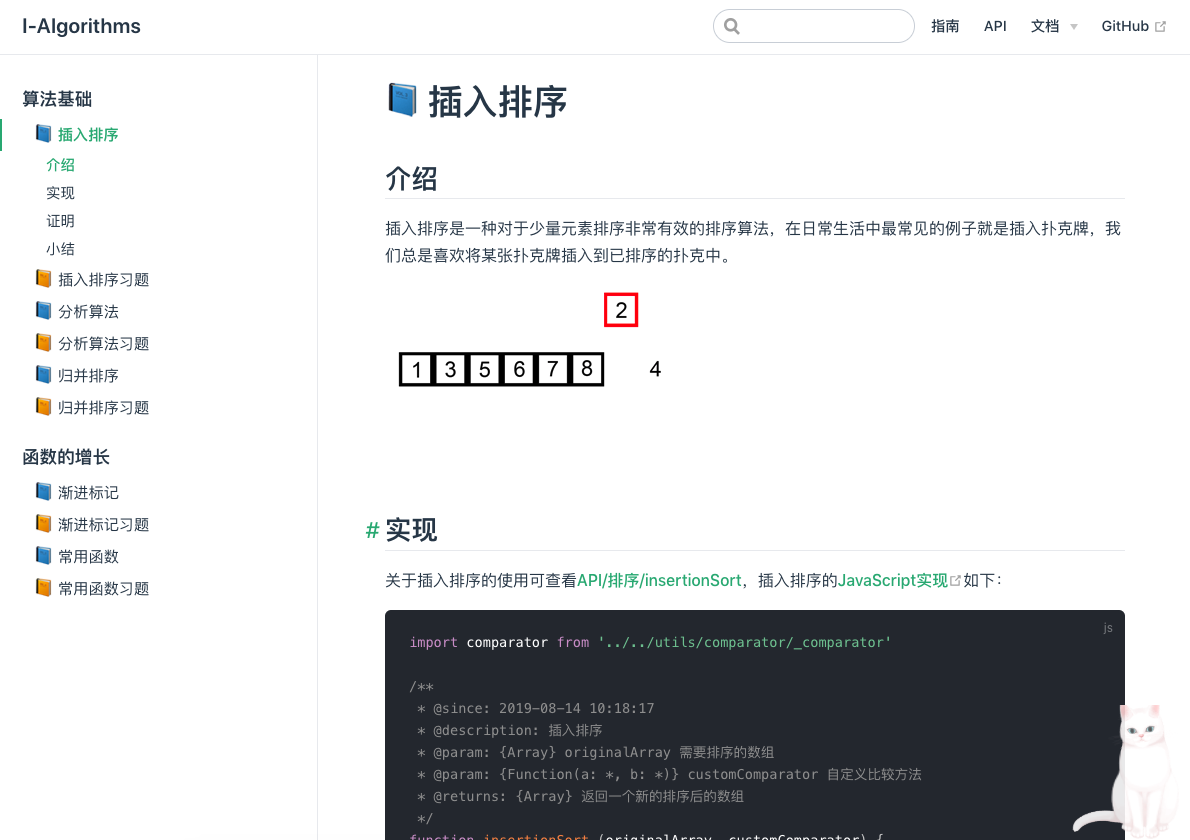 I-Algorithms
指南 API 文档 GitHub
算法基础
插入排序
介绍
实现
证明
小结
插入排序习题
分析算法
分析算法习题
归并排序
归并排序习题
函数的增长
渐进标记
渐进标记习题
常用函数
常用函数习题
插入排序
介绍
插入排序是一种对于少量元素排序非常有效的排序算法，在日常生活中最常见的例子就是插入扑克牌，我
们总是喜欢将某张扑克牌插入到已排序的扑克中。
2
1 3 5 6 7 8 4
# 实现
关于插入排序的使用可查看API/排序/insertionSort，插入排序的JavaScript实现如下：
js
import comparator from '../../utils/comparator/_comparator'
/**
* @since: 2019-08-14 10:18:17
* @description: 插入排序
* @param: {Array} originalArray 需要排序的数组
* @param: {Function(a: *, b: *)} customComparator 自定义比较方法
* @returns: {Array} 返回一个新的排序后的数组
*/
function insertionSort (originalArray, customComparator) {